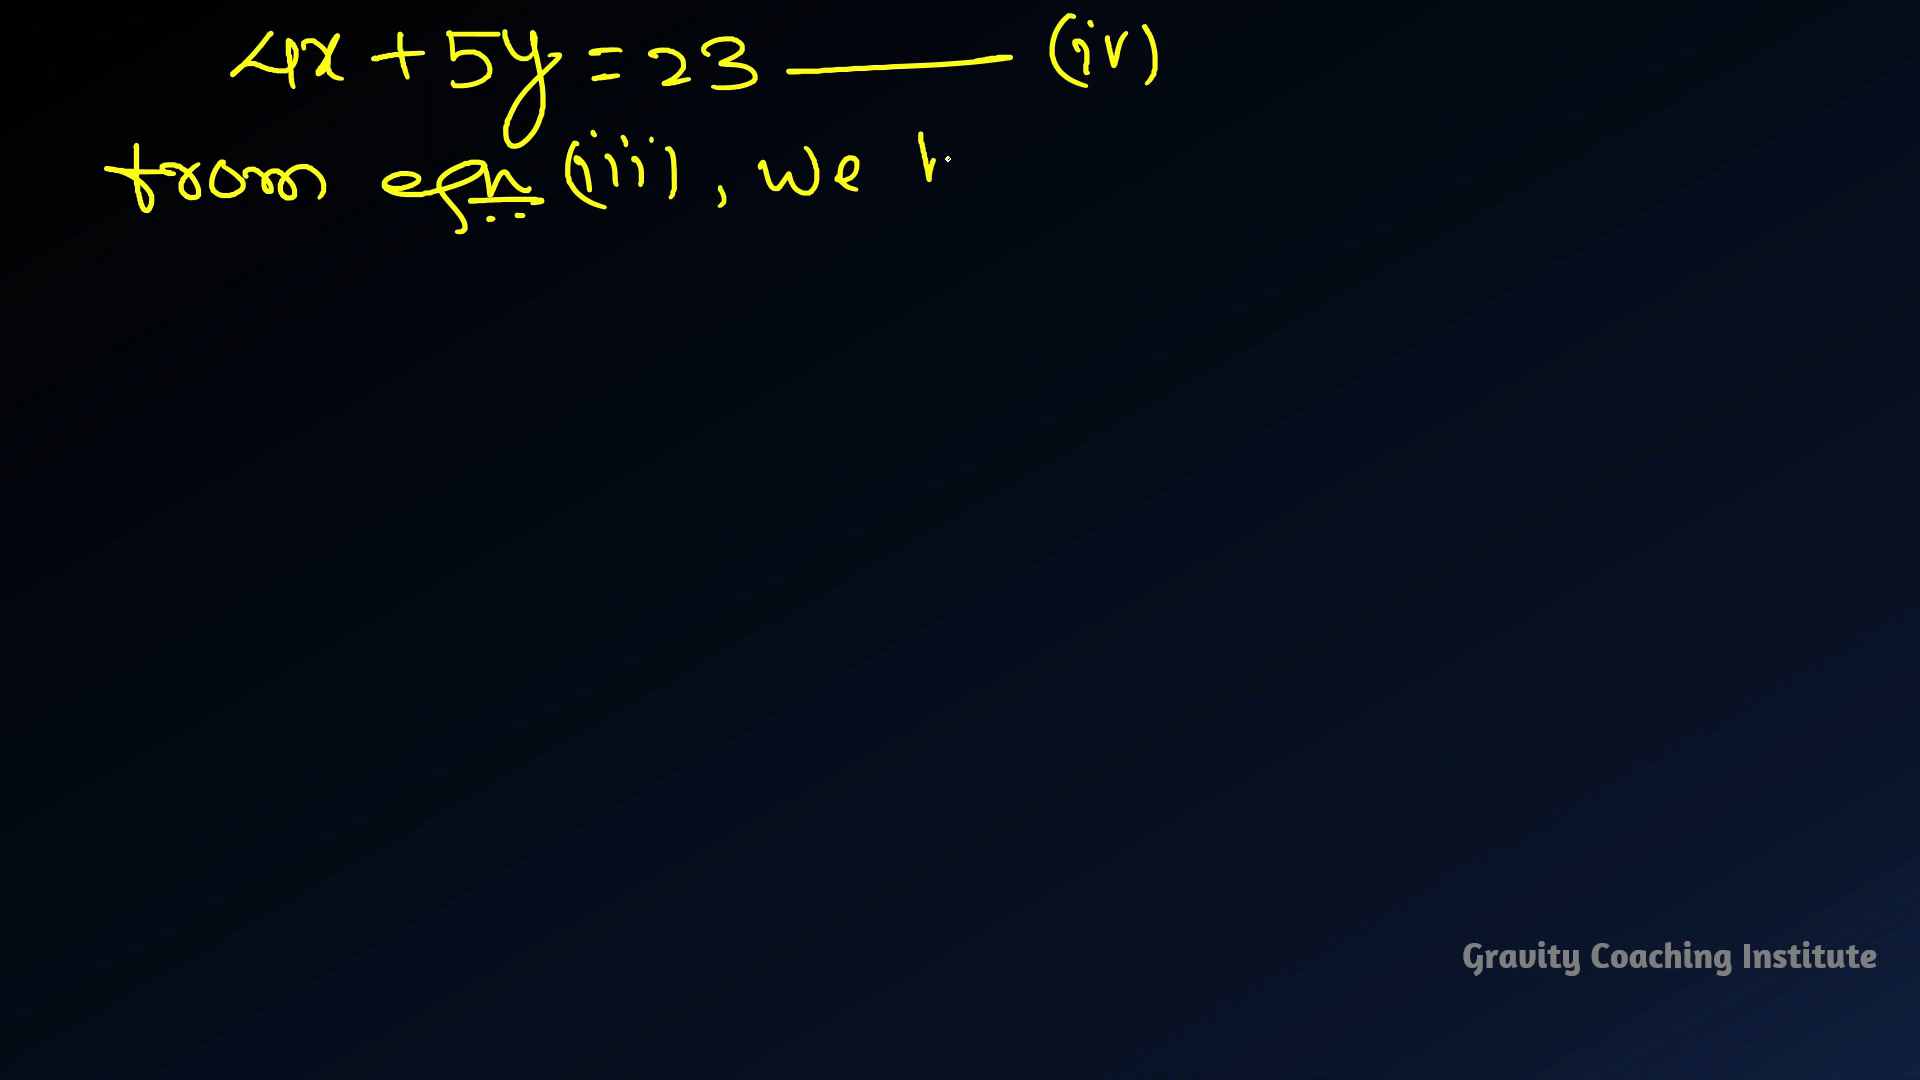 4x + 5y = 23 —— (iv)
from eqn (iii), we h
Gravity Coaching Institute